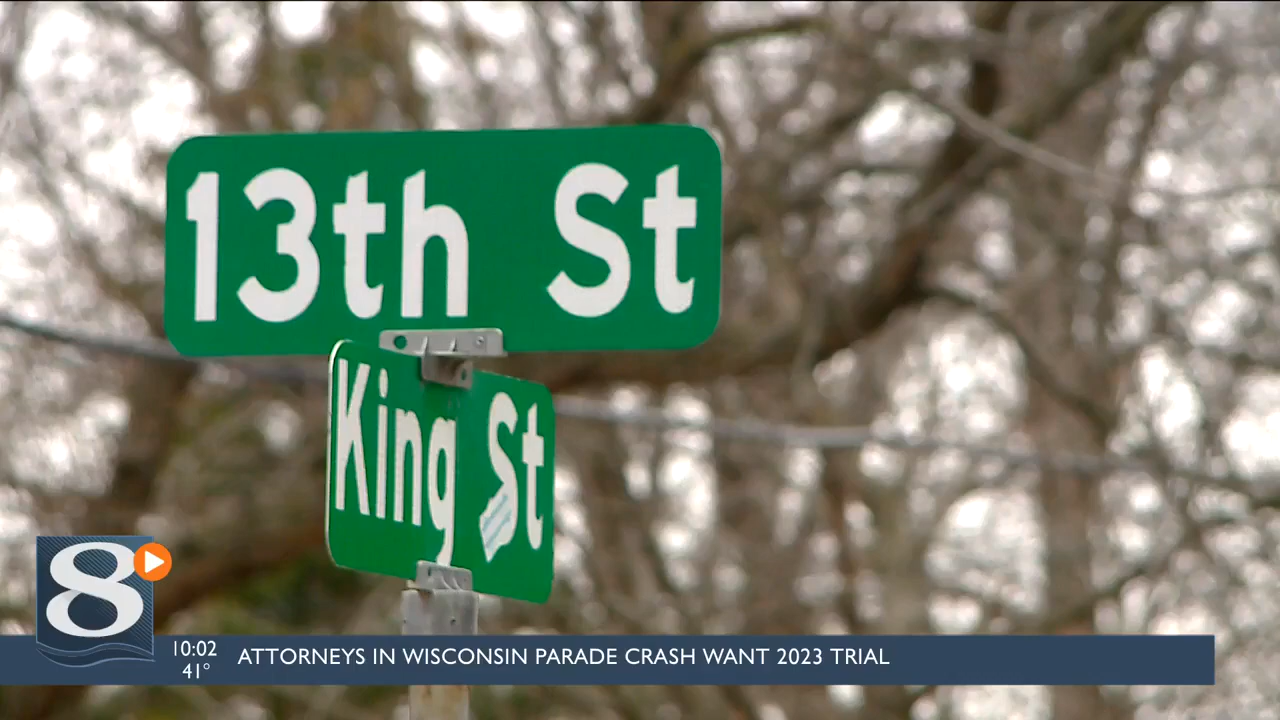 13th St
King St
8
10:02
41°
ATTORNEYS IN WISCONSIN PARADE CRASH WANT 2023 TRIAL